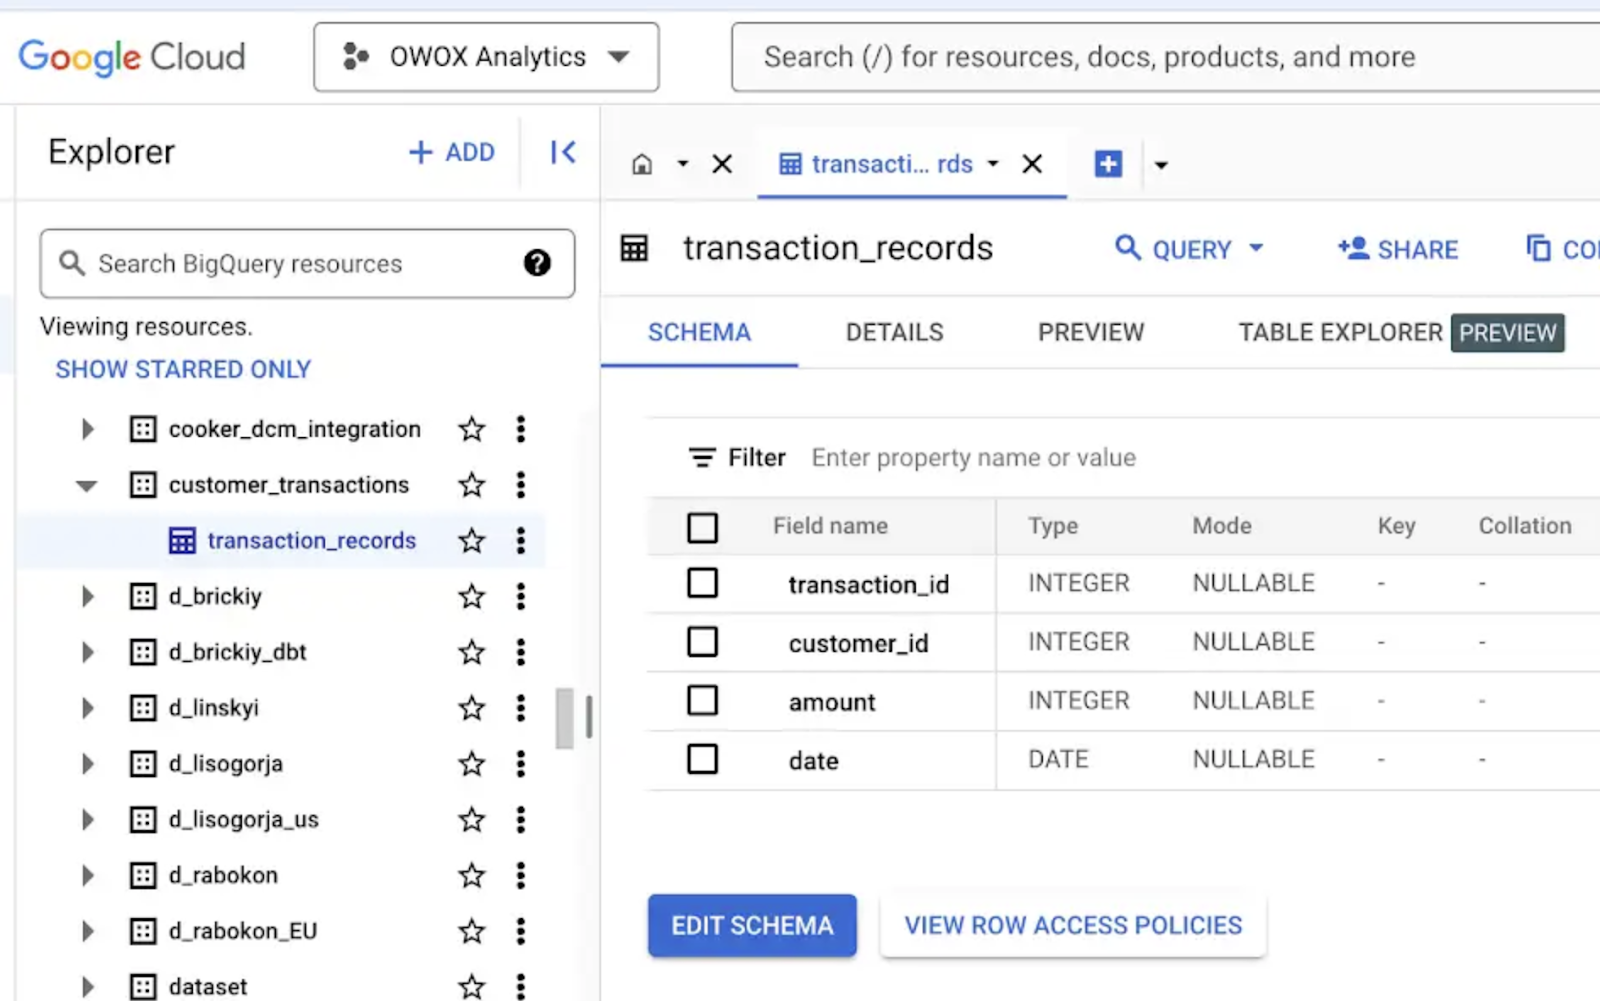 Google Cloud
OWOX Analytics
Search (/) for resources, docs, products, and more
Explorer
+ ADD
transacti... rds
Search BigQuery resources
Viewing resources.
SHOW STARRED ONLY
cooker_dcm_integration
customer_transactions
transaction_records
d_brickiy
d_brickiy_dbt
d_linskyi
d_lisogorja
d_lisogorja_us
d_rabokon
d_rabokon_EU
dataset
transaction_records
QUERY
SHARE
SCHEMA DETAILS PREVIEW TABLE EXPLORER PREVIEW
Filter Enter property name or value
Field name Type Mode Key Collation
transaction_id INTEGER NULLABLE - -
customer_id INTEGER NULLABLE - -
amount INTEGER NULLABLE - -
date DATE NULLABLE - -
EDIT SCHEMA
VIEW ROW ACCESS POLICIES